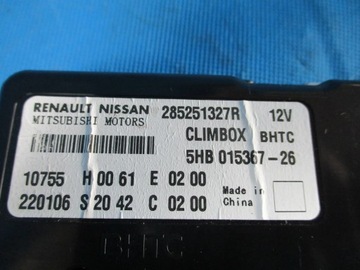 RENAULT NISSAN 285251327R 12V
MITSUBISHI MOTORS
CLIMBOX BHTC
5HB 015367-26
10755 H 00 61 E 02 00
Made in
China
220106 S 20 42 C 02 00
BHTC